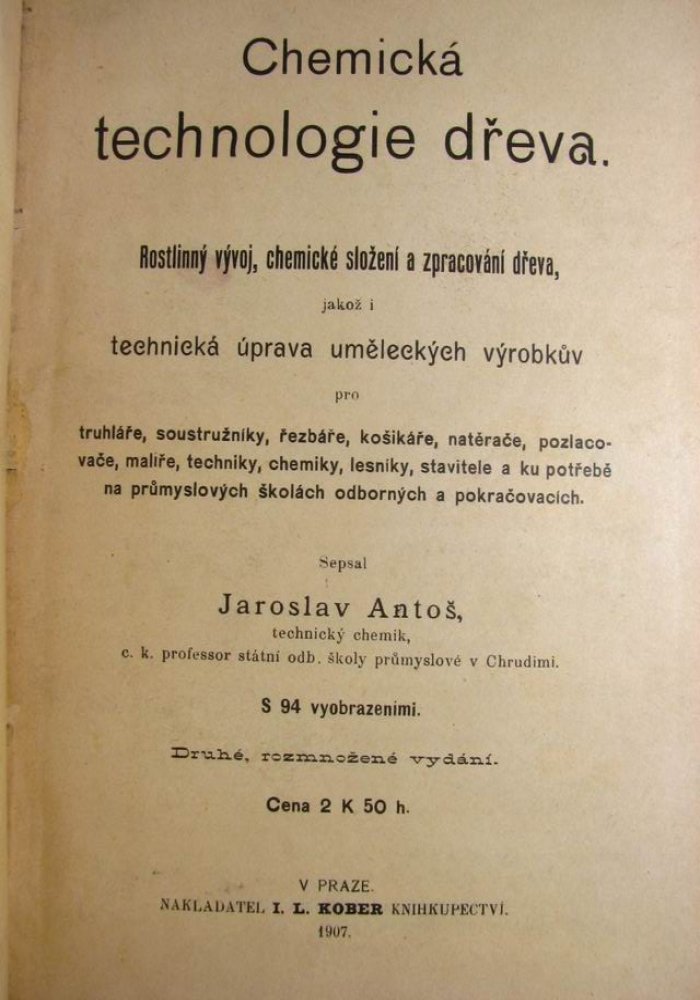 Chemická
technologie dřeva.
Rostlinný vývoj, chemické složení a zpracování dřeva,
jakož i
technická úprava uměleckých výrobkův
pro
truhláře, soustružníky, řezbáře, košikáře, natěrače, pozlaco-
vače, malíře, techniky, chemiky, lesníky, stavitele a ku potřebě
na průmyslových školách odborných a pokračovacích.
Sepsal
Jaroslav Antoš,
technický chemik,
c. k. professor státní odb. školy průmyslové v Chrudimi.
S 94 vyobrazeními.
Druhé, rozmnožené vydání.
Cena 2 K 50 h.
V PRAZE.
NAKLADATEL I. L. KOBER KNIHKUPECTVÍ.
1907.